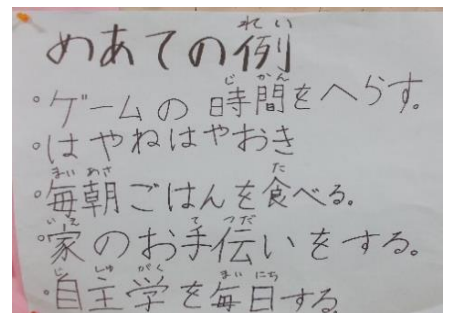 めあての例
・ゲームの時間をへらす。
・はやねはやおき
・毎朝ごはんを食べる。
・家のお手伝いをする。
・自主学を毎日する